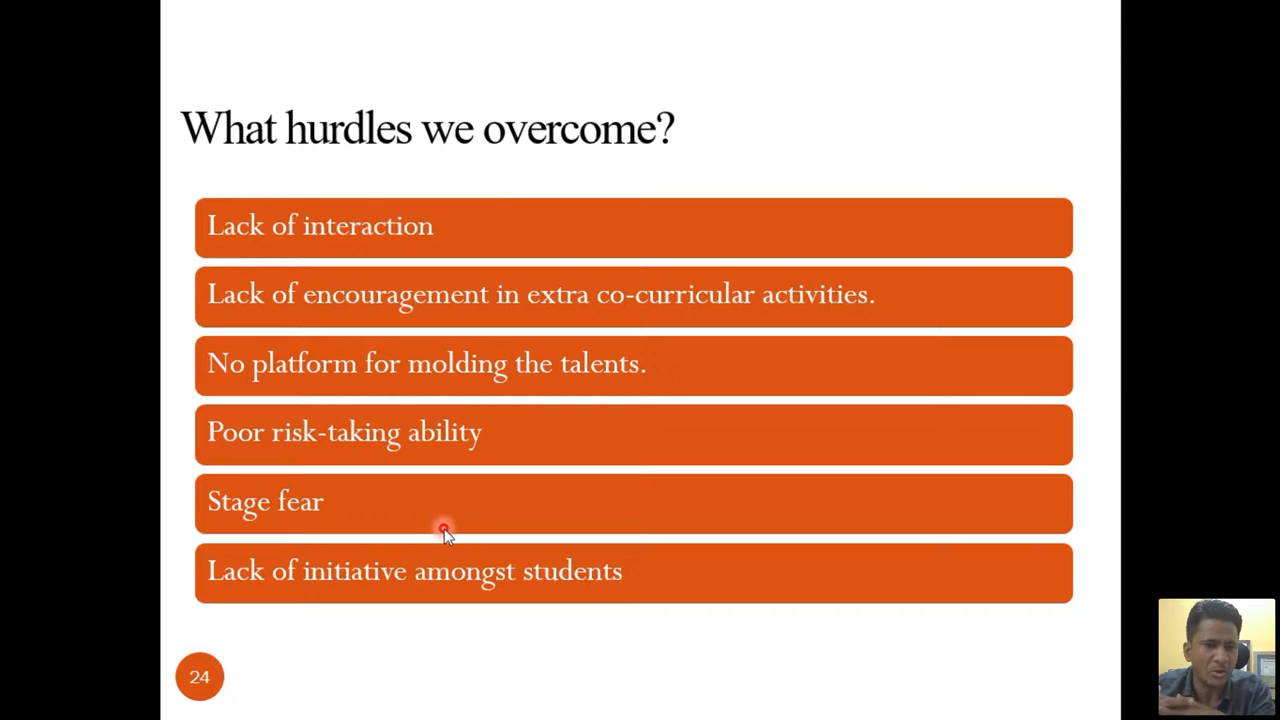 What hurdles we overcome?
Lack of interaction
Lack of encouragement in extra co-curricular activities.
No platform for molding the talents.
Poor risk-taking ability
Stage fear
Lack of initiative amongst students
24